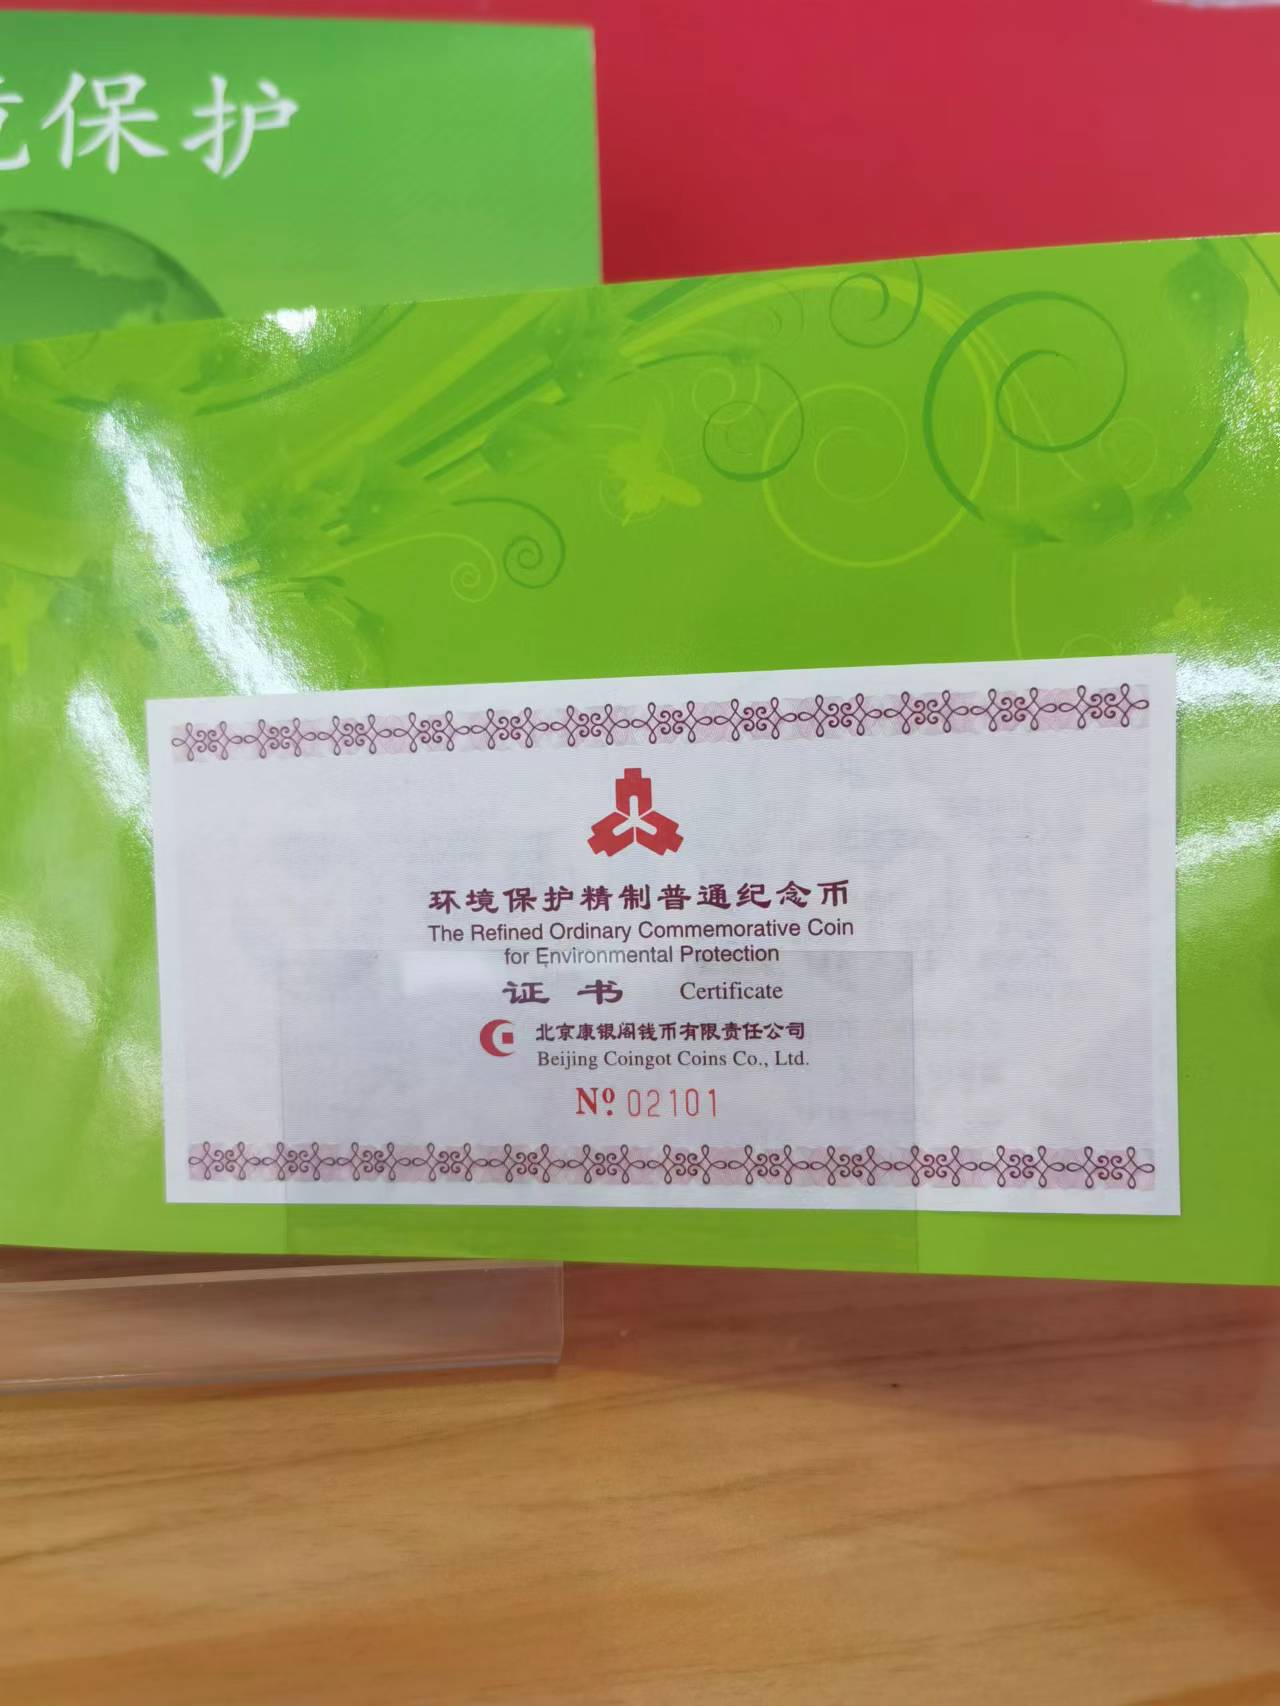 境保护
环境保护精制普通纪念币
The Refined Ordinary Commemorative Coin
for Environmental Protection
证书 Certificate
北京康银阁钱币有限责任公司
Beijing Coingot Coins Co., Ltd.
Nº. 02101